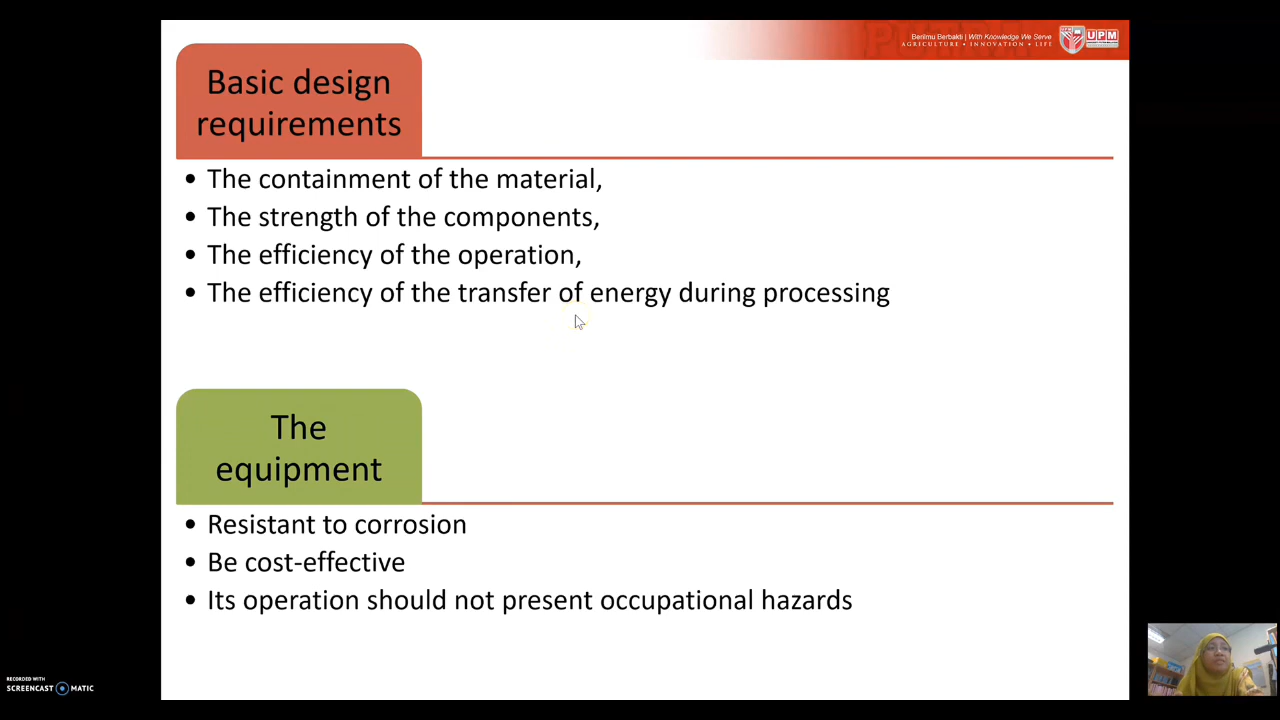 Berilmu Berbakti | With Knowledge We Serve
AGRICULTURE • INNOVATION • LIFE
UPM
Basic design
requirements
• The containment of the material,
• The strength of the components,
• The efficiency of the operation,
• The efficiency of the transfer of energy during processing
The
equipment
• Resistant to corrosion
• Be cost-effective
• Its operation should not present occupational hazards
RECORDED WITH
SCREENCAST MATIC